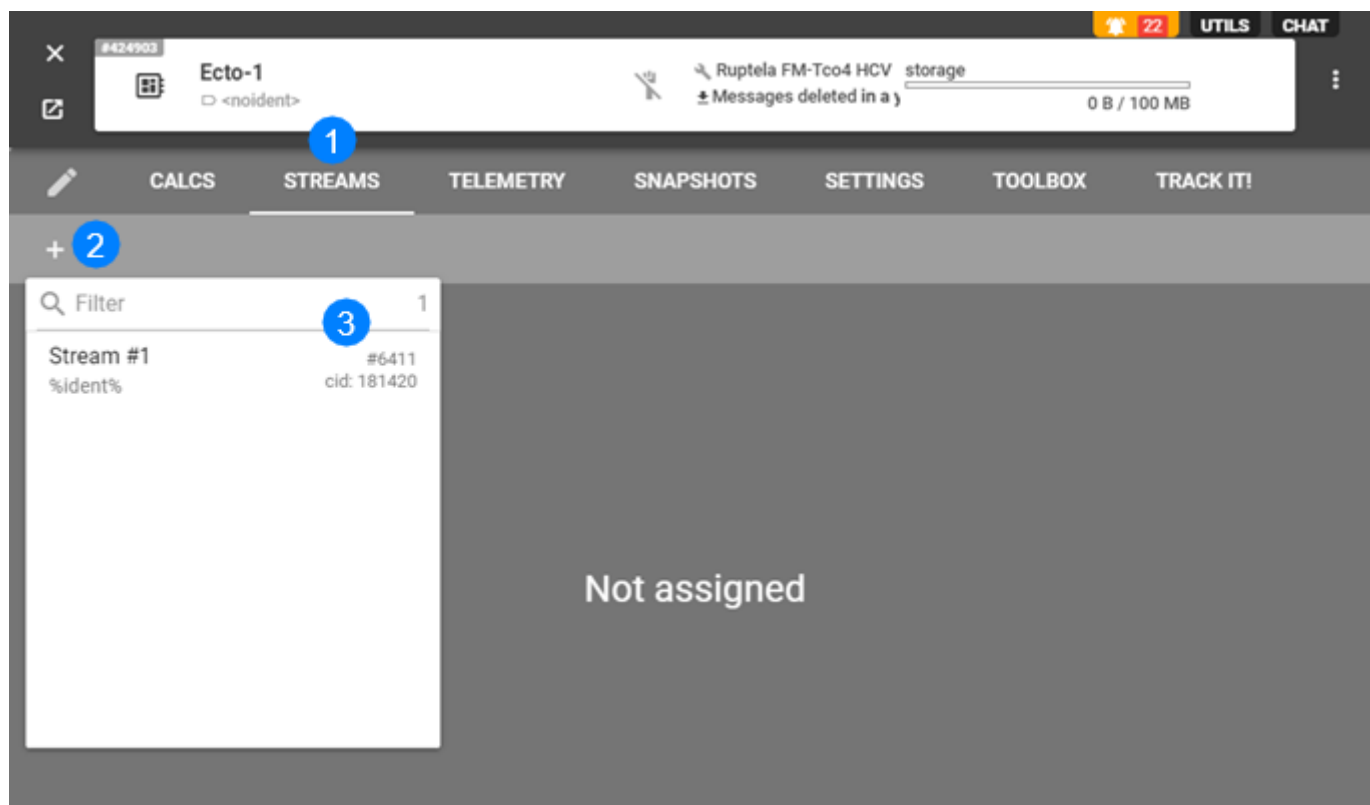 22 UTILS CHAT
#424903
Ecto-1
<noident>
Ruptela FM-Tco4 HCV storage
Messages deleted in a y
0 B / 100 MB
1
CALCS STREAMS TELEMETRY SNAPSHOTS SETTINGS TOOLBOX TRACK IT!
+ 2
Filter 1
3
Stream #1 #6411
%ident% cid: 181420
Not assigned